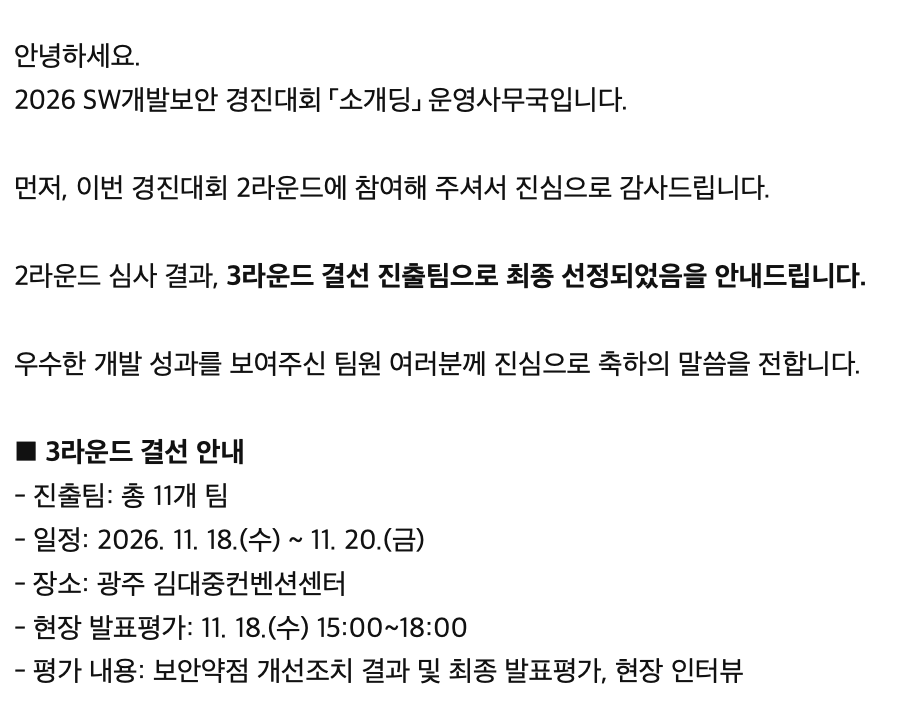 안녕하세요.
2026 SW개발보안 경진대회 「소개딩」 운영사무국입니다.
먼저, 이번 경진대회 2라운드에 참여해 주셔서 진심으로 감사드립니다.
2라운드 심사 결과, 3라운드 결선 진출팀으로 최종 선정되었음을 안내드립니다.
우수한 개발 성과를 보여주신 팀원 여러분께 진심으로 축하의 말씀을 전합니다.
■ 3라운드 결선 안내
- 진출팀: 총 11개 팀
- 일정: 2026. 11. 18.(수) ~ 11. 20.(금)
- 장소: 광주 김대중컨벤션센터
- 현장 발표평가: 11. 18.(수) 15:00~18:00
- 평가 내용: 보안약점 개선조치 결과 및 최종 발표평가, 현장 인터뷰